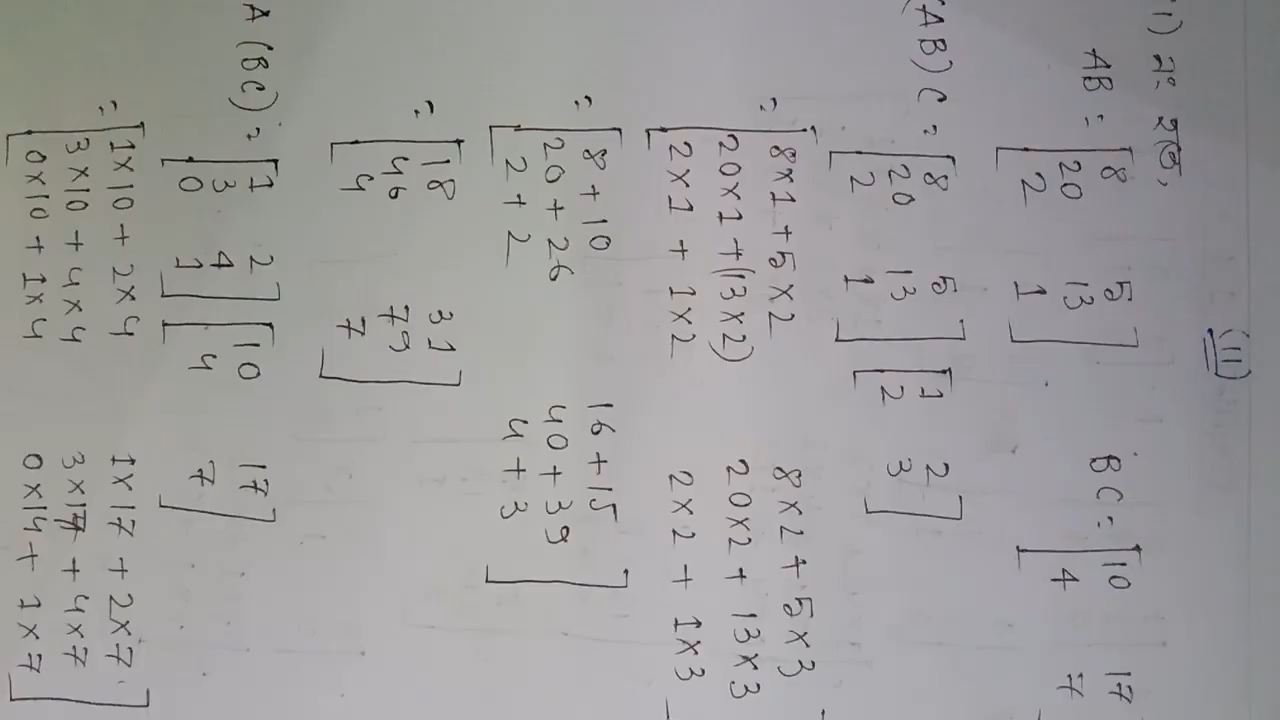 (II)
1) নং হতে,
AB = [ 8 5 BC = [ 10 17
20 13 4 7
2 1 ]
(AB) C = [ 8 5 ] [ 1 2
20 13 2 3 ]
2 1 ]
= [ 8×1+5×2 8×2+5×3
20×1+(13×2) 20×2+13×3
2×1+1×2 2×2+1×3 ]
= [ 8+10 16+15
20+26 40+39
2+2 4+3 ]
= [ 18 31
46 79
4 7 ]
A (BC) = [ 1 2 ] [ 10 17
3 4 4 7 ]
0 1 ]
= [ 1×10+2×4 1×17+2×7
3×10+4×4 3×17+4×7
0×10+1×4 0×14+1×7 ]